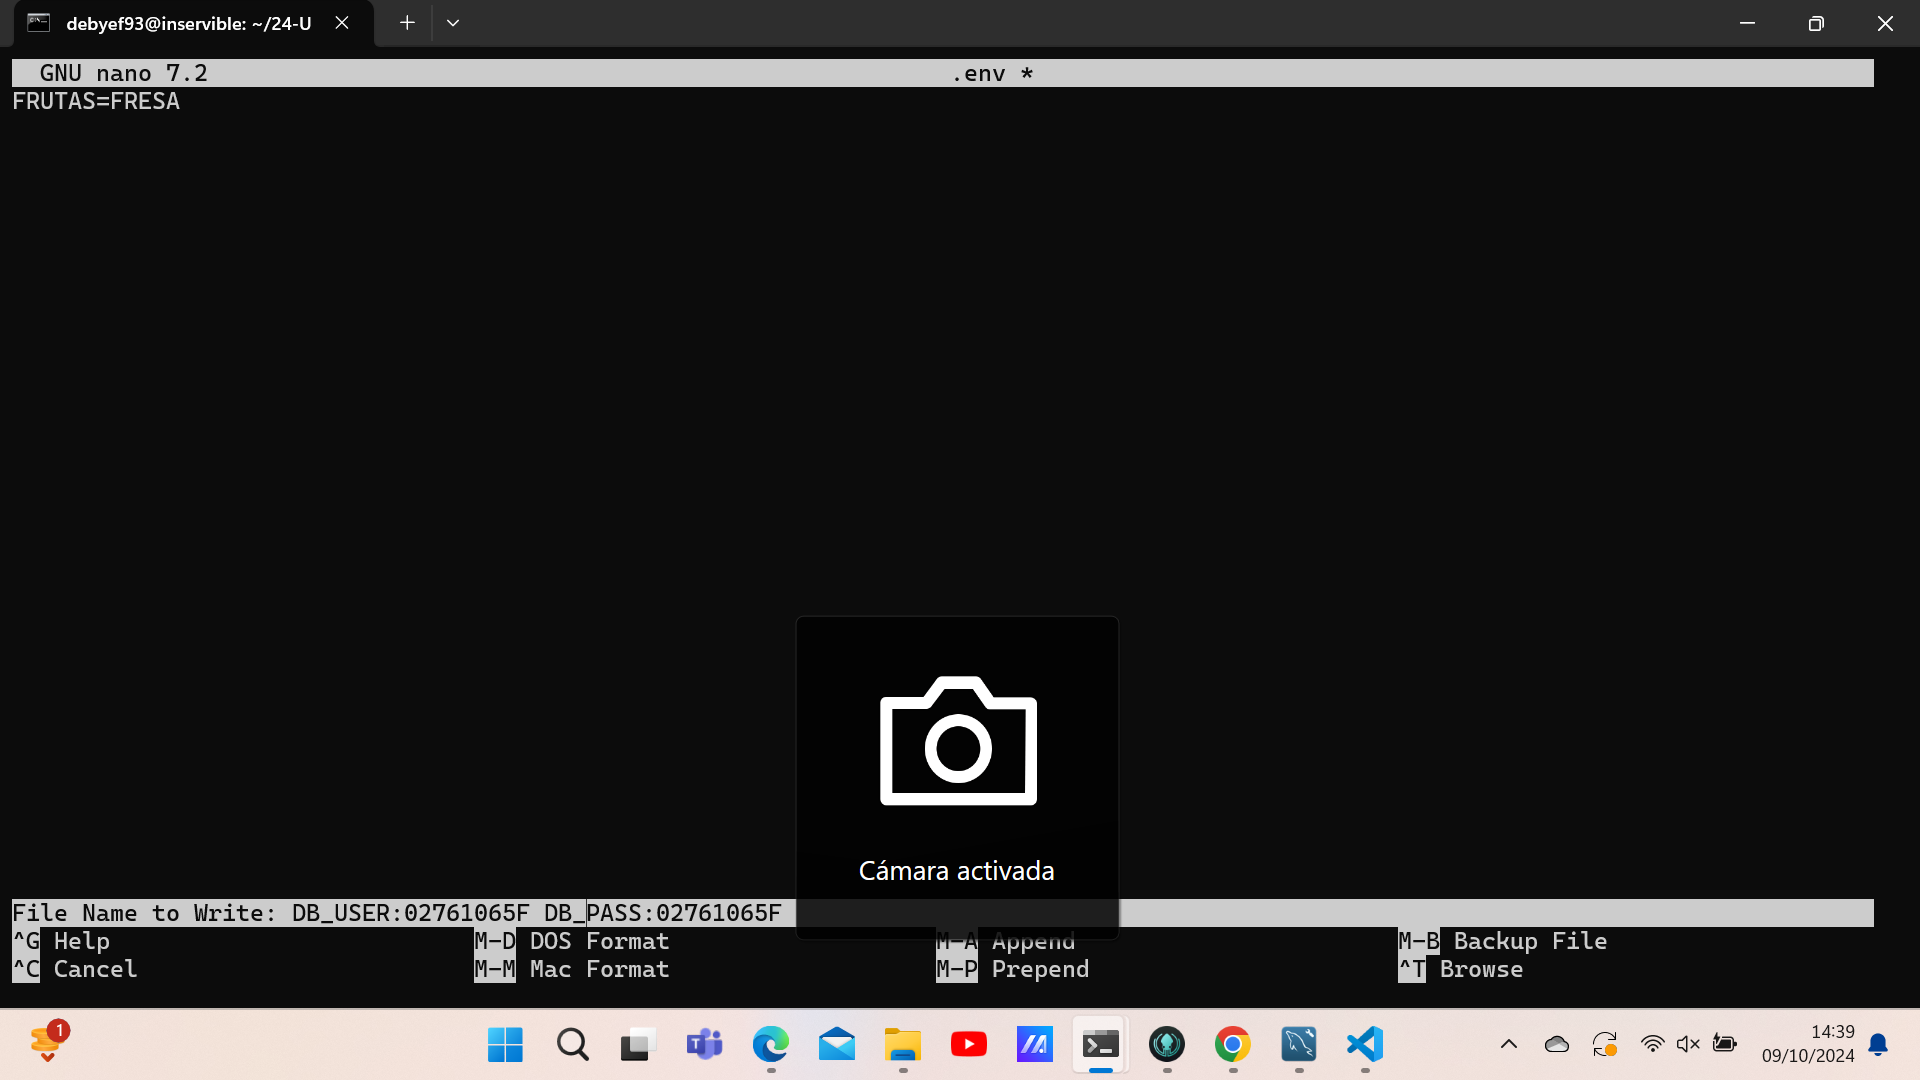 debyef93@inservible: ~/24-U
GNU nano 7.2 .env *
FRUTAS=FRESA
Cámara activada
File Name to Write: DB_USER:02761065F DB_PASS:02761065F
^G Help M-D DOS Format M-A Append M-B Backup File
^C Cancel M-M Mac Format M-P Prepend ^T Browse
1
14:39
09/10/2024